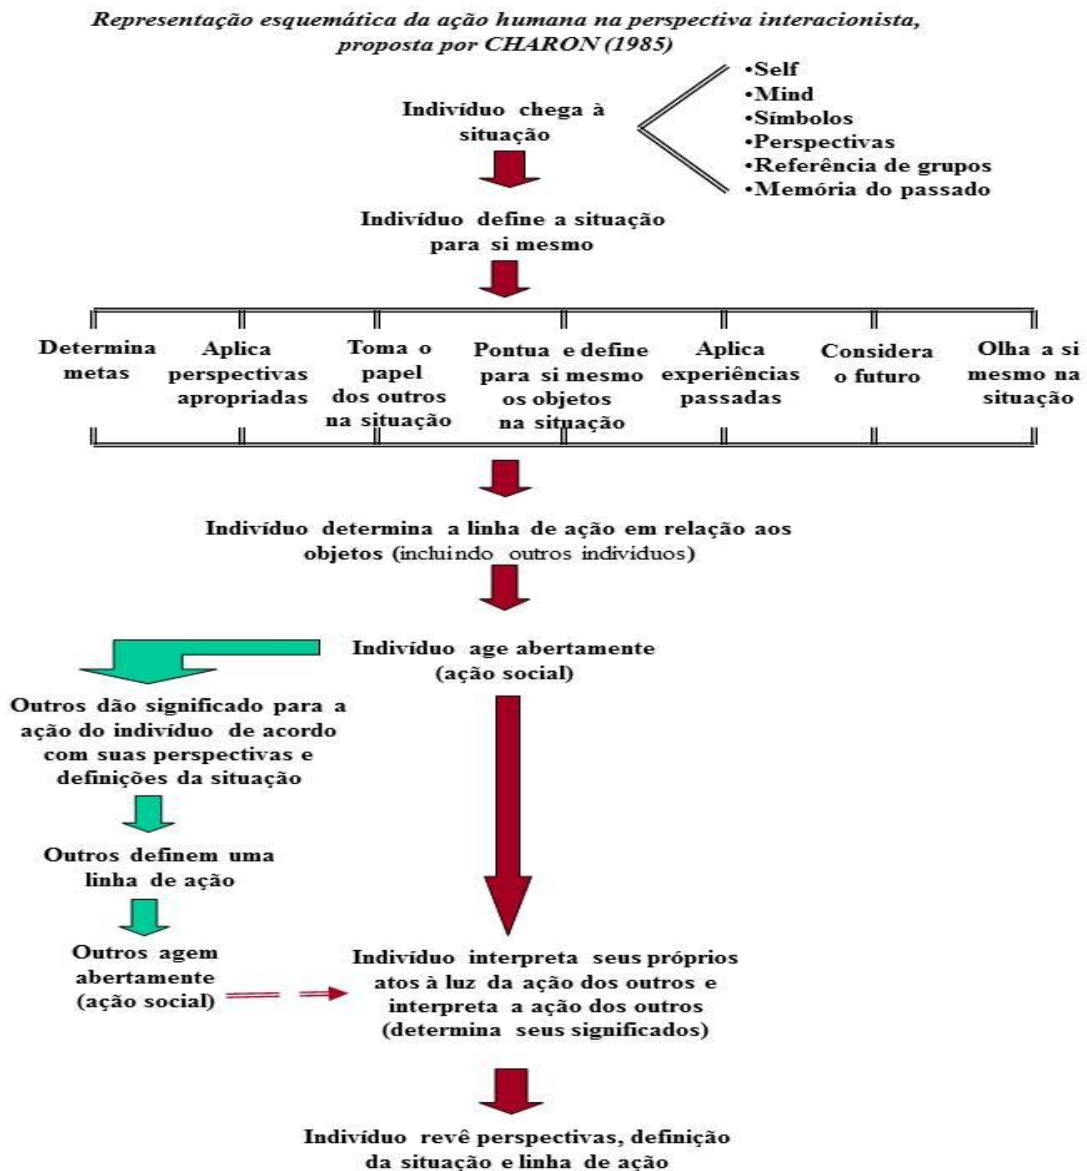 Representação esquemática da ação humana na perspectiva interacionista,
proposta por CHARON (1985)
Indivíduo chega à
situação
•Self
•Mind
•Símbolos
•Perspectivas
•Referência de grupos
•Memória do passado
Indivíduo define a situação
para si mesmo
Determina
metas
Aplica
perspectivas
apropriadas
Toma o
papel
dos outros
na situação
Pontua e define
para si mesmo
os objetos
na situação
Aplica
experiências
passadas
Considera
o futuro
Olha a si
mesmo na
situação
Indivíduo determina a linha de ação em relação aos
objetos (incluindo outros indivíduos)
Indivíduo age abertamente
(ação social)
Outros dão significado para a
ação do indivíduo de acordo
com suas perspectivas e
definições da situação
Outros definem uma
linha de ação
Outros agem
abertamente
(ação social)
Indivíduo interpreta seus próprios
atos à luz da ação dos outros e
interpreta a ação dos outros
(determina seus significados)
Indivíduo revê perspectivas, definição
da situação e linha de ação